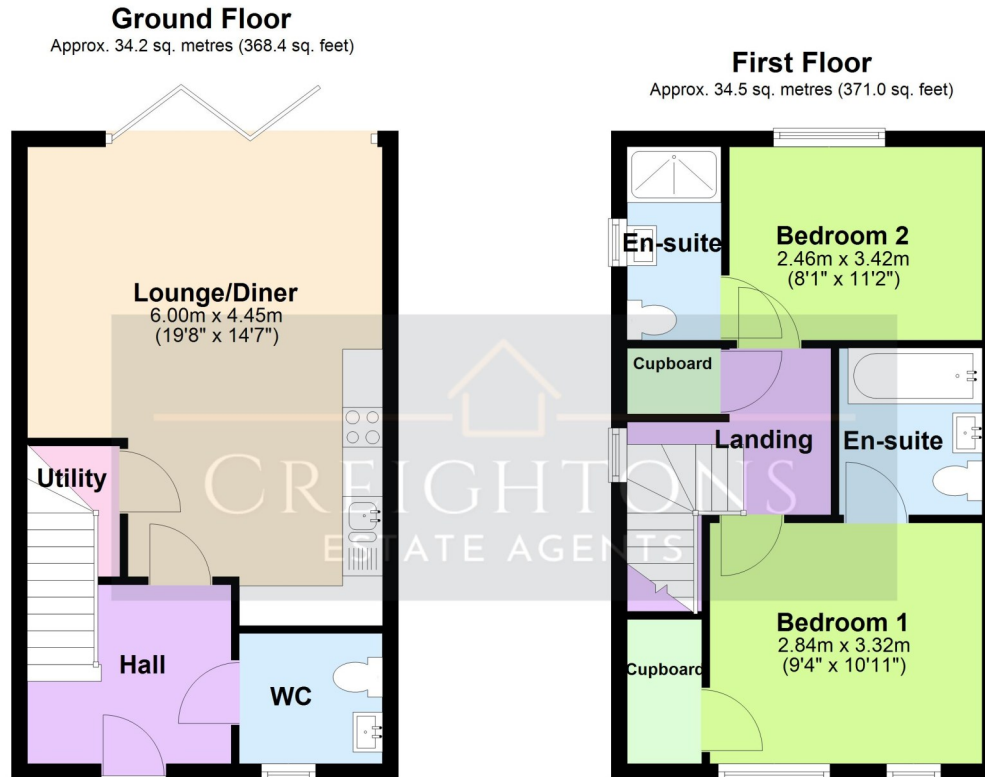 Ground Floor
Approx. 34.2 sq. metres (368.4 sq. feet)
Lounge/Diner
6.00m x 4.45m
(19'8" x 14'7")
Utility
Hall
WC
First Floor
Approx. 34.5 sq. metres (371.0 sq. feet)
En-suite
Bedroom 2
2.46m x 3.42m
(8'1" x 11'2")
Cupboard
Landing
En-suite
Bedroom 1
2.84m x 3.32m
(9'4" x 10'11")
Cupboard
CREIGHTONS
ESTATE AGENTS